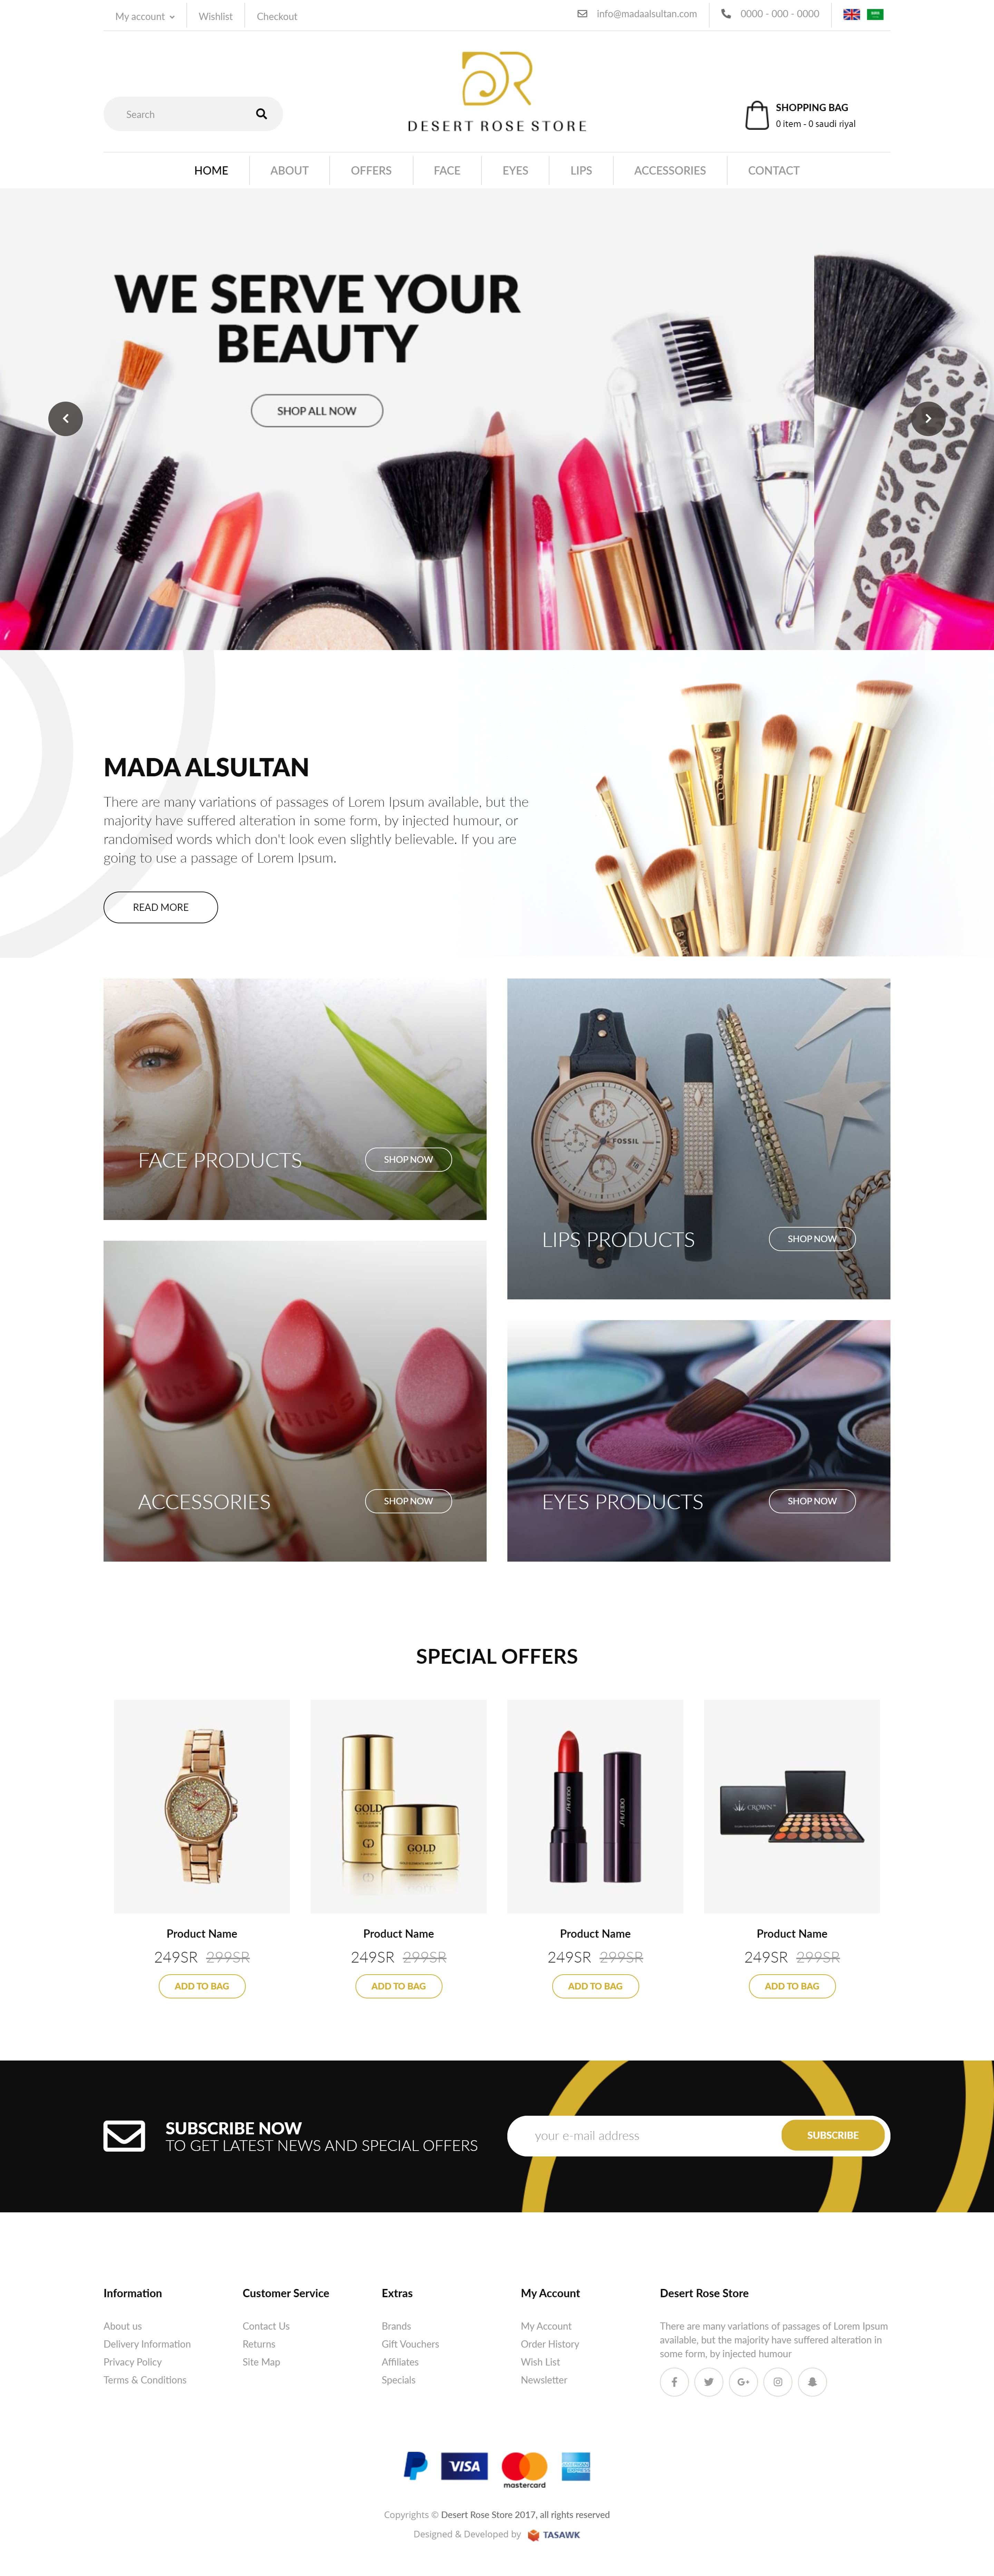 My account
Wishlist
Checkout
info@madaalsultan.com
0000 - 000 - 0000
Search
DESERT ROSE STORE
SHOPPING BAG
0 item - 0 saudi riyal
HOME
ABOUT
OFFERS
FACE
EYES
LIPS
ACCESSORIES
CONTACT
WE SERVE YOUR
BEAUTY
SHOP ALL NOW
MADA ALSULTAN
There are many variations of passages of Lorem Ipsum available, but the
majority have suffered alteration in some form, by injected humour, or
randomised words which don't look even slightly believable. If you are
going to use a passage of Lorem Ipsum.
READ MORE
FACE PRODUCTS
SHOP NOW
FOSSIL
LIPS PRODUCTS
SHOP NOW
ACCESSORIES
SHOP NOW
EYES PRODUCTS
SHOP NOW
SPECIAL OFFERS
GOLD
GOLD
SHISEIDO
SHISEIDO
CROWN
Product Name
249SR 299SR
ADD TO BAG
Product Name
249SR 299SR
ADD TO BAG
Product Name
249SR 299SR
ADD TO BAG
Product Name
249SR 299SR
ADD TO BAG
SUBSCRIBE NOW
TO GET LATEST NEWS AND SPECIAL OFFERS
your e-mail address
SUBSCRIBE
Information
About us
Delivery Information
Privacy Policy
Terms & Conditions
Customer Service
Contact Us
Returns
Site Map
Extras
Brands
Gift Vouchers
Affiliates
Specials
My Account
My Account
Order History
Wish List
Newsletter
Desert Rose Store
There are many variations of passages of Lorem Ipsum
available, but the majority have suffered alteration in
some form, by injected humour
VISA
mastercard
AMERICAN
EXPRESS
Copyrights © Desert Rose Store 2017, all rights reserved
Designed & Developed by TASAWK